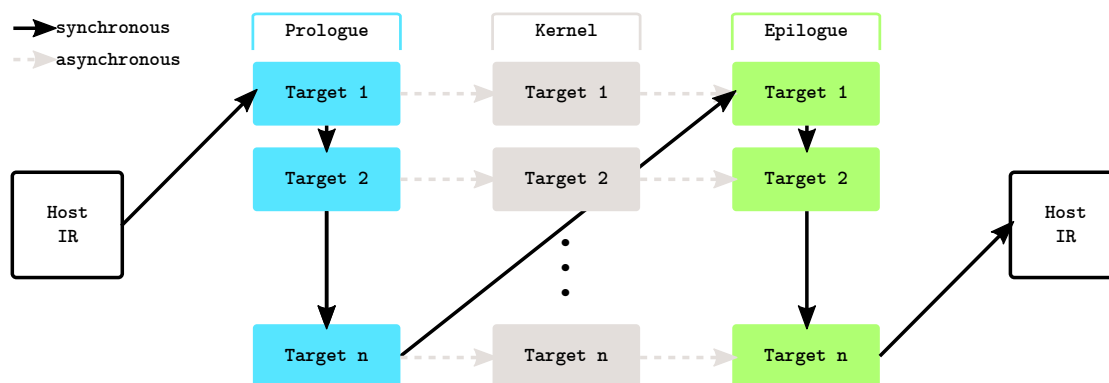 synchronous
asynchronous
Prologue
Kernel
Epilogue
Target 1
Target 1
Target 1
Target 2
Target 2
Target 2
Host
IR
Host
IR
Target n
Target n
Target n